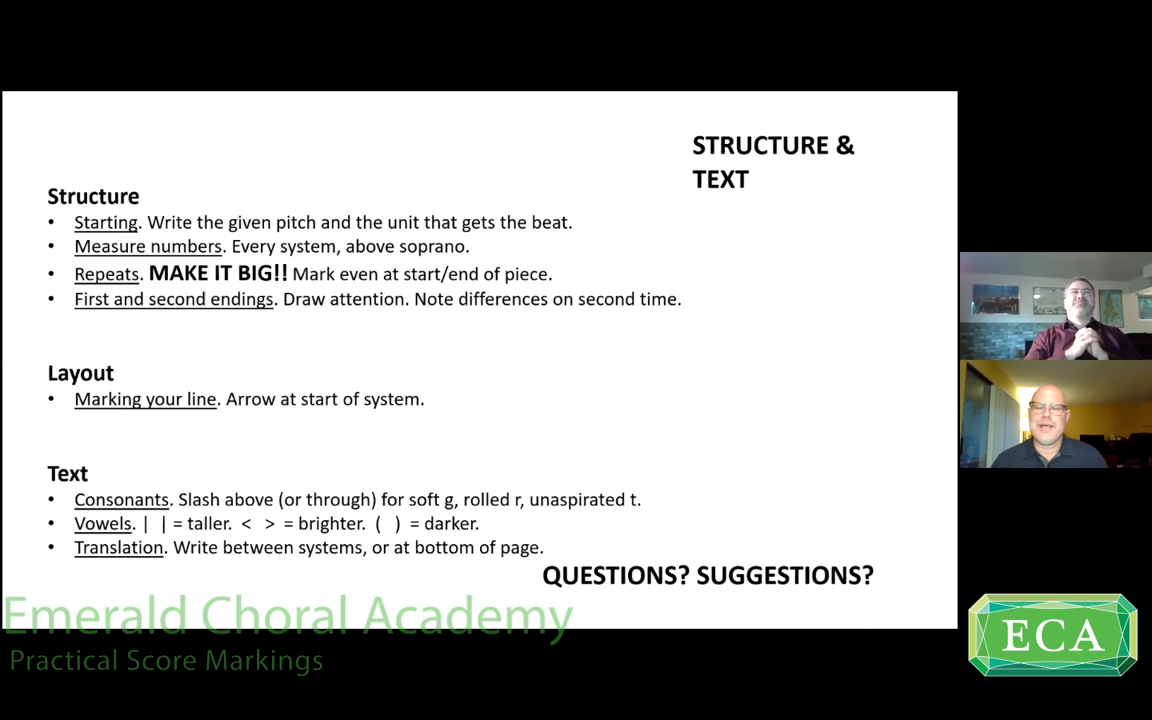 STRUCTURE &
TEXT
Structure
• Starting. Write the given pitch and the unit that gets the beat.
• Measure numbers. Every system, above soprano.
• Repeats. MAKE IT BIG!! Mark even at start/end of piece.
• First and second endings. Draw attention. Note differences on second time.
Layout
• Marking your line. Arrow at start of system.
Text
• Consonants. Slash above (or through) for soft g, rolled r, unaspirated t.
• Vowels. | | = taller. < > = brighter. ( ) = darker.
• Translation. Write between systems, or at bottom of page.
QUESTIONS? SUGGESTIONS?
Emerald Choral Academy
Practical Score Markings
ECA